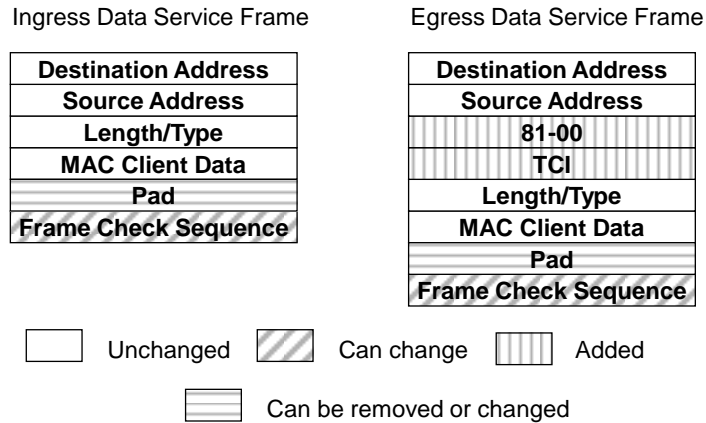 Ingress Data Service Frame
Destination Address
Source Address
Length/Type
MAC Client Data
Pad
Frame Check Sequence
Egress Data Service Frame
Destination Address
Source Address
81-00
TCI
Length/Type
MAC Client Data
Pad
Frame Check Sequence
Unchanged
Can change
Added
Can be removed or changed